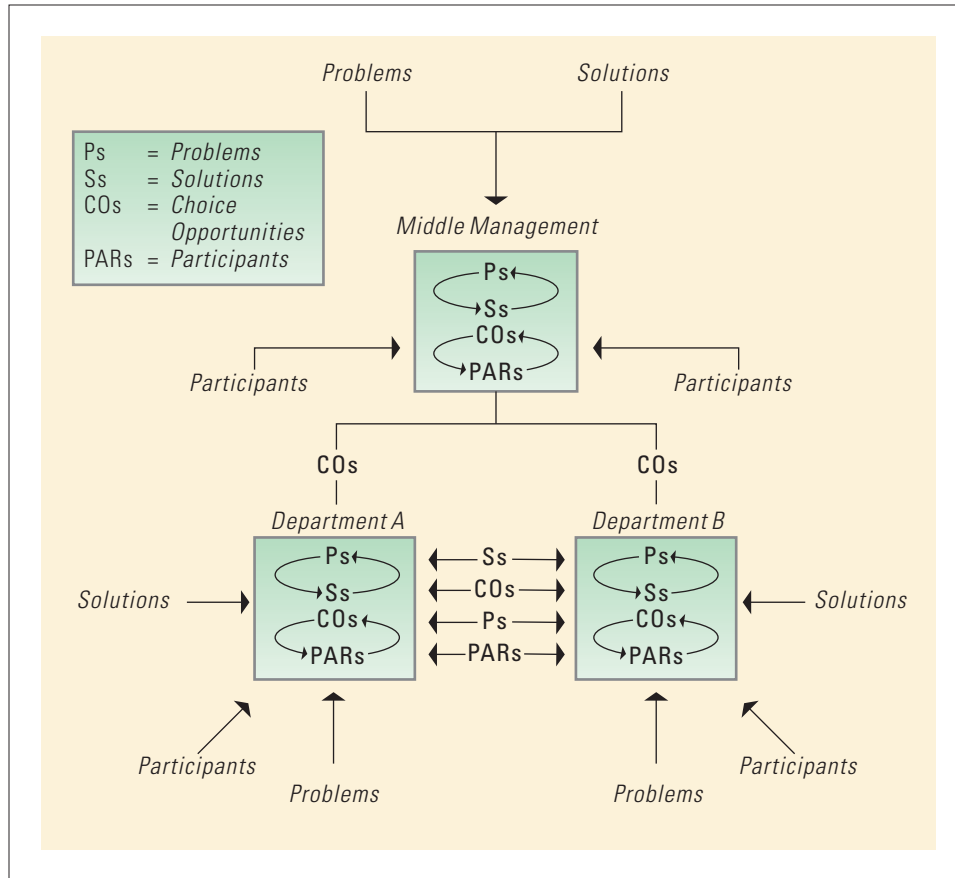 Problems
Solutions
Ps = Problems
Ss = Solutions
COs = Choice
Opportunities
PARs = Participants
Middle Management
Ps
Ss
COs
PARs
Participants
Participants
COs
COs
Department A
Department B
Ps
Ss
COs
PARs
Ss
COs
Ps
PARs
Ps
Ss
COs
PARs
Solutions
Solutions
Participants
Problems
Problems
Participants